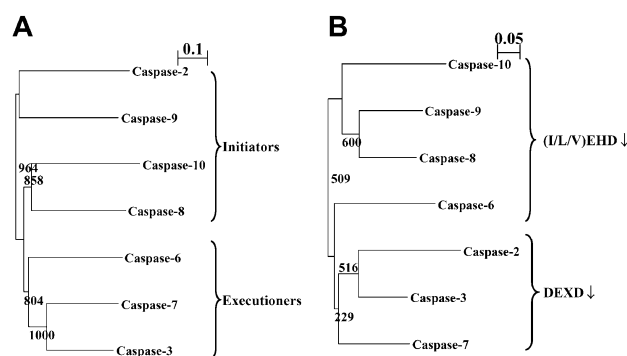 A
0.1
Caspase-2
Caspase-9
Initiators
964
858
Caspase-10
Caspase-8
Caspase-6
804
Caspase-7
Executioners
1000
Caspase-3
B
0.05
Caspase-10
Caspase-9
600
(I/L/V)EHD ↓
Caspase-8
509
Caspase-6
Caspase-2
516
DEXD ↓
Caspase-3
229
Caspase-7